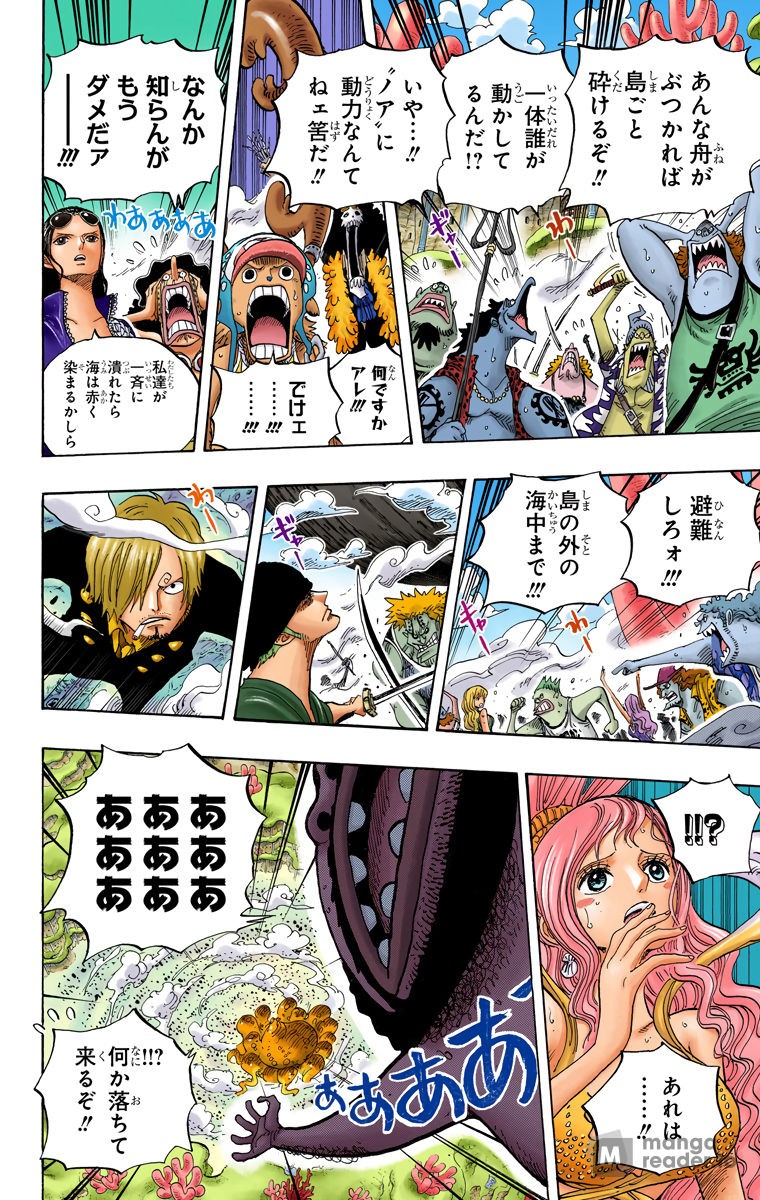 あんな舟が
ぶつかれば
島ごと
砕けるぞ!!
一体誰が
動かして
るんだ!?
いや…!!
〝ノア〟に
動力なんて
ねェ筈だ!!
ギャー
わー
何ですか
アレ!!!
でけェ
………!!!
………!!!
なんか
知らんが
もう
ダメだァ
―――!!!
わああああ
私達が
一斉に
潰れたら
海は赤く
染まるかしら
避難
しろォ!!!
島の外の
海中まで!!!
わー
ギャー
ギャー
わー
!!?
あれは
……!!
あああ
あああ
あああ
ああああ
!!!?
何か落ちて
来るぞ!!
manga
reader.to